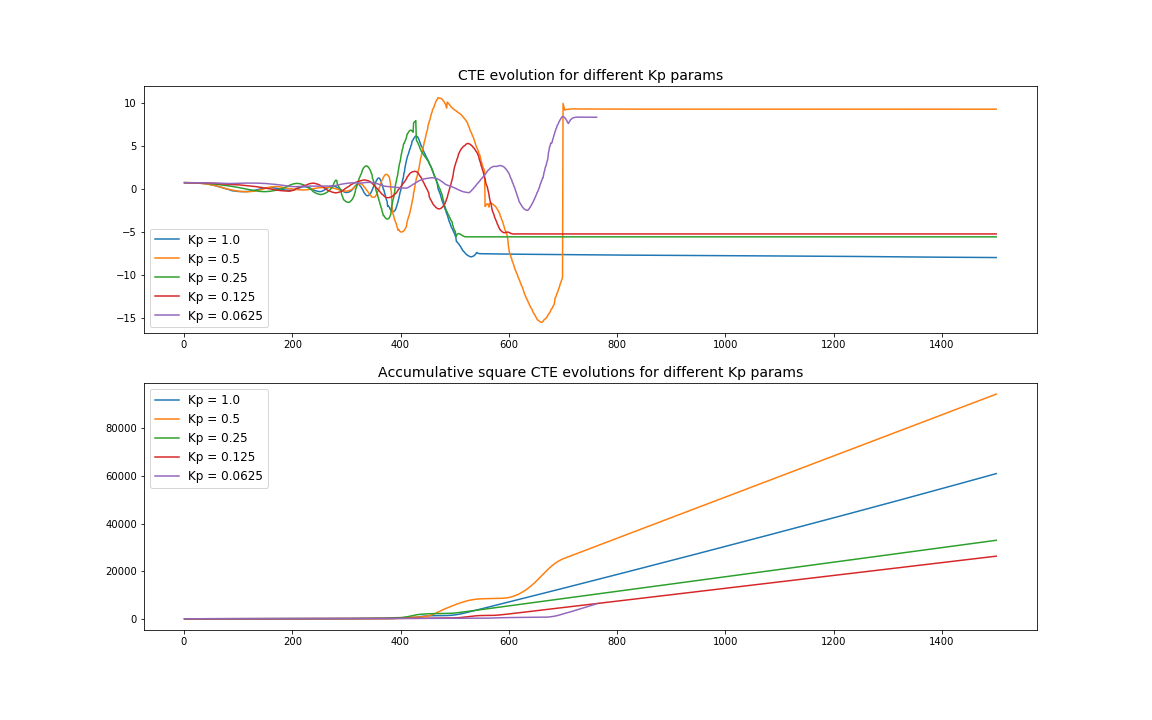 CTE evolution for different Kp params
10
5
0
−5
−10
−15
Kp = 1.0
Kp = 0.5
Kp = 0.25
Kp = 0.125
Kp = 0.0625
0 200 400 600 800 1000 1200 1400
Accumulative square CTE evolutions for different Kp params
80000
60000
40000
20000
0
Kp = 1.0
Kp = 0.5
Kp = 0.25
Kp = 0.125
Kp = 0.0625
0 200 400 600 800 1000 1200 1400